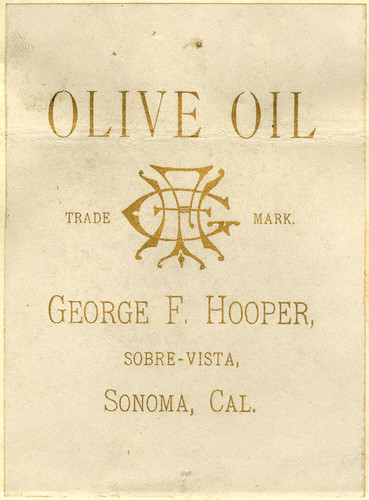 OLIVE OIL
TRADE MARK.
GEORGE F. HOOPER,
SOBRE-VISTA,
SONOMA, CAL.